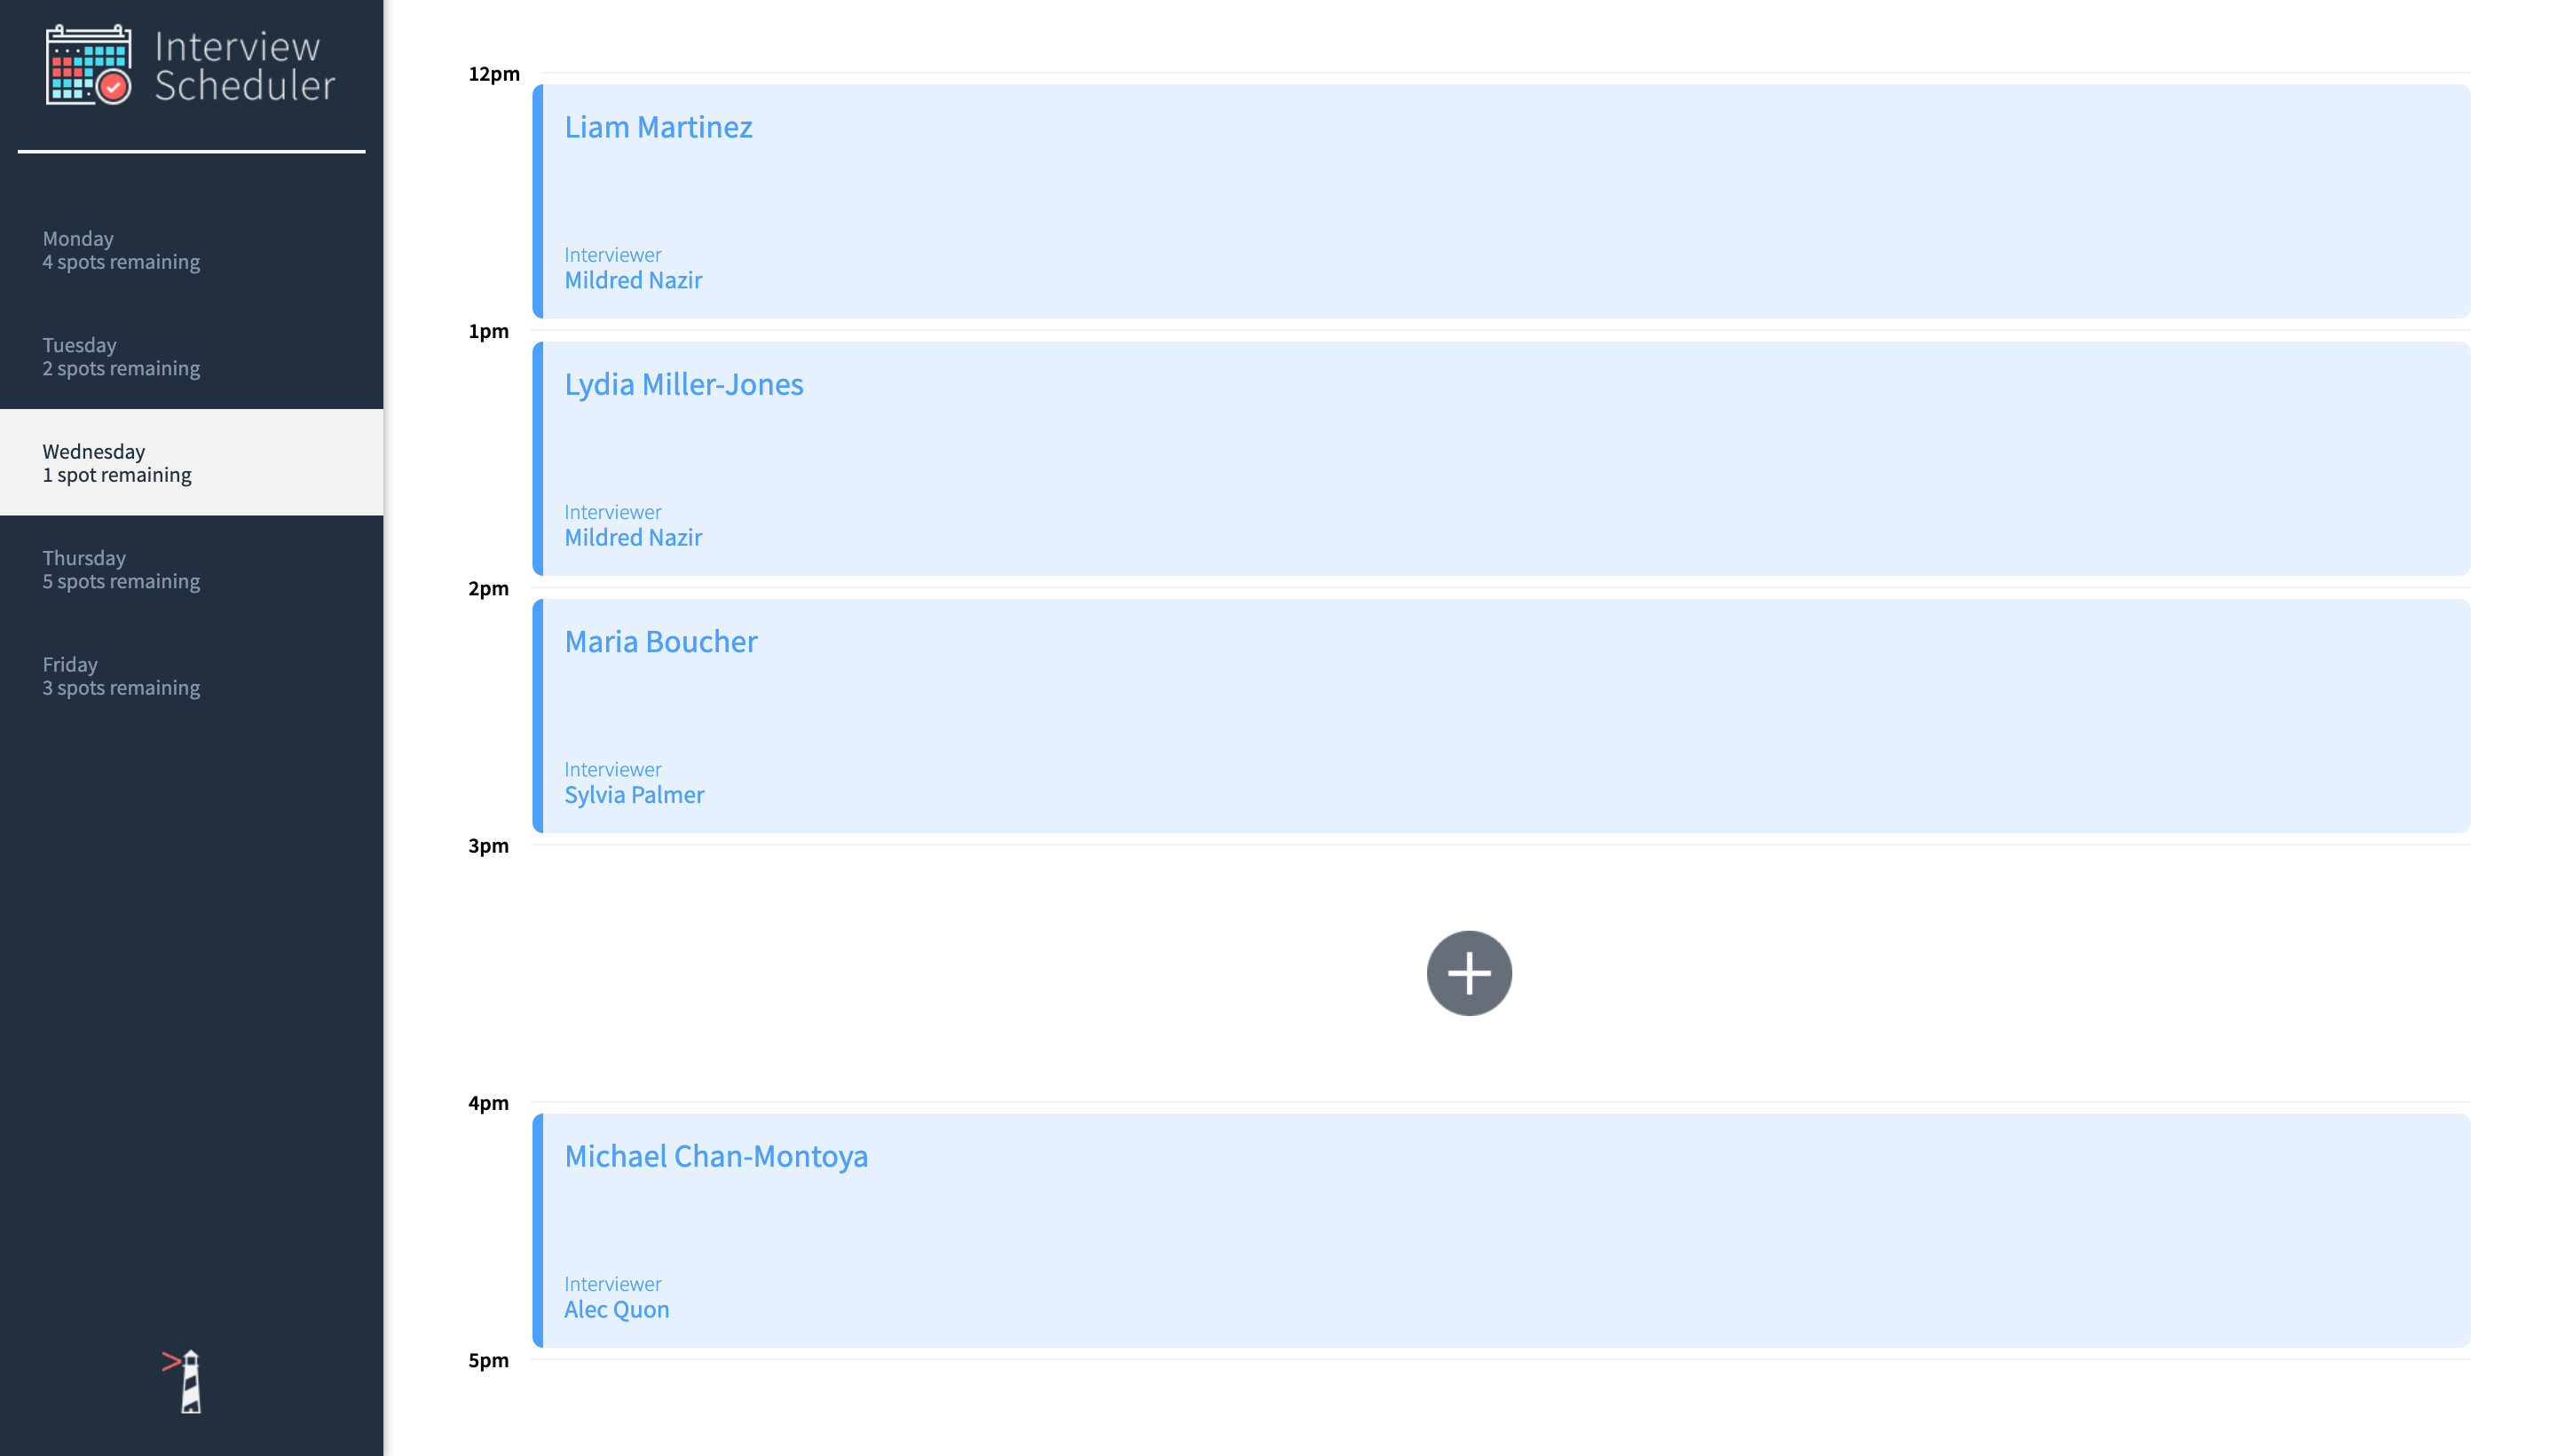 Interview
Scheduler
Monday
4 spots remaining
Tuesday
2 spots remaining
Wednesday
1 spot remaining
Thursday
5 spots remaining
Friday
3 spots remaining
12pm
Liam Martinez
Interviewer
Mildred Nazir
1pm
Lydia Miller-Jones
Interviewer
Mildred Nazir
2pm
Maria Boucher
Interviewer
Sylvia Palmer
3pm
4pm
Michael Chan-Montoya
Interviewer
Alec Quon
5pm